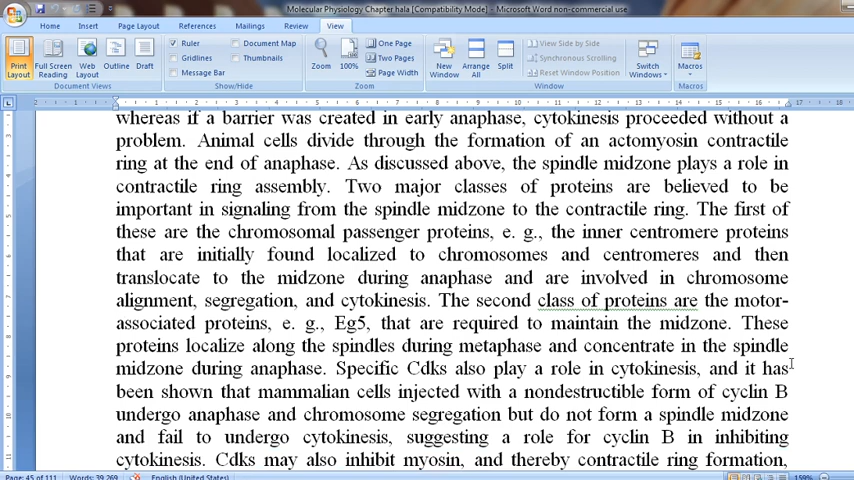 Molecular Physiology Chapter hala [Compatibility Mode] - Microsoft Word non-commercial use
Home Insert Page Layout References Mailings Review View
Print Layout Full Screen Reading Web Layout Outline Draft
Document Views
Ruler Document Map
Gridlines Thumbnails
Message Bar
Show/Hide
Zoom 100% One Page
Two Pages
Page Width
Zoom
New Window Arrange All Split
View Side by Side
Synchronous Scrolling
Reset Window Position
Switch Windows
Window
Macros
Macros
whereas if a barrier was created in early anaphase, cytokinesis proceeded without a
problem. Animal cells divide through the formation of an actomyosin contractile
ring at the end of anaphase. As discussed above, the spindle midzone plays a role in
contractile ring assembly. Two major classes of proteins are believed to be
important in signaling from the spindle midzone to the contractile ring. The first of
these are the chromosomal passenger proteins, e. g., the inner centromere proteins
that are initially found localized to chromosomes and centromeres and then
translocate to the midzone during anaphase and are involved in chromosome
alignment, segregation, and cytokinesis. The second class of proteins are the motor-
associated proteins, e. g., Eg5, that are required to maintain the midzone. These
proteins localize along the spindles during metaphase and concentrate in the spindle
midzone during anaphase. Specific Cdks also play a role in cytokinesis, and it has
been shown that mammalian cells injected with a nondestructible form of cyclin B
undergo anaphase and chromosome segregation but do not form a spindle midzone
and fail to undergo cytokinesis, suggesting a role for cyclin B in inhibiting
cytokinesis. Cdks may also inhibit myosin, and thereby contractile ring formation,
Page: 45 of 111 Words: 39,269 English (United States) 159%